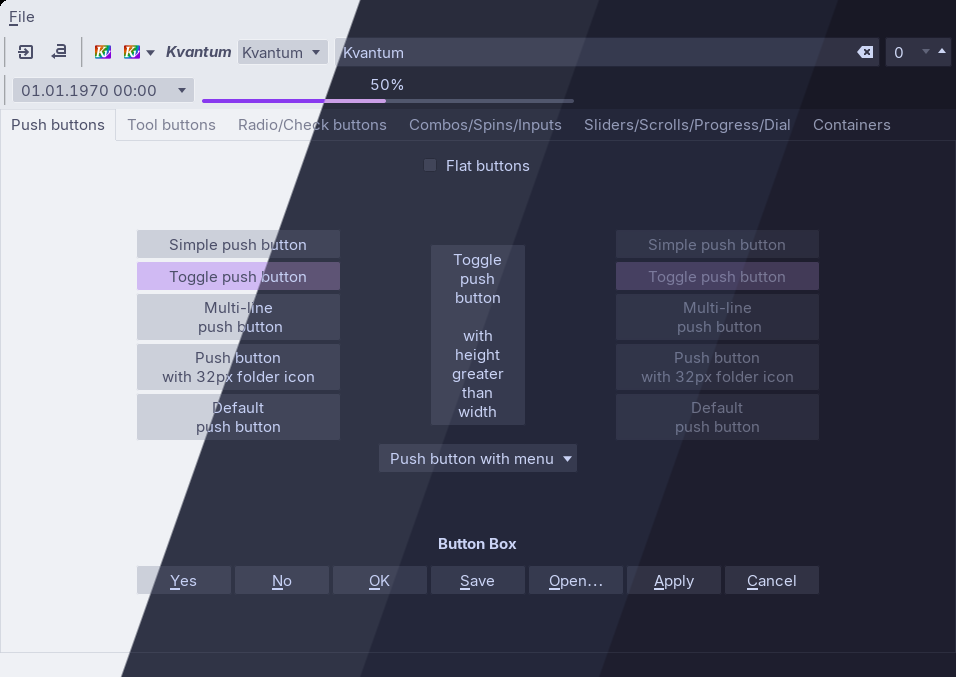 File
Kvantum Kvantum Kvantum 0
01.01.1970 00:00 50%
Push buttons Tool buttons Radio/Check buttons Combos/Spins/Inputs Sliders/Scrolls/Progress/Dial Containers
Flat buttons
Simple push button
Toggle push button
Multi-line
push button
Push button
with 32px folder icon
Default
push button
Toggle
push
button
with
height
greater
than
width
Push button with menu
Simple push button
Toggle push button
Multi-line
push button
Push button
with 32px folder icon
Default
push button
Button Box
Yes No OK Save Open... Apply Cancel